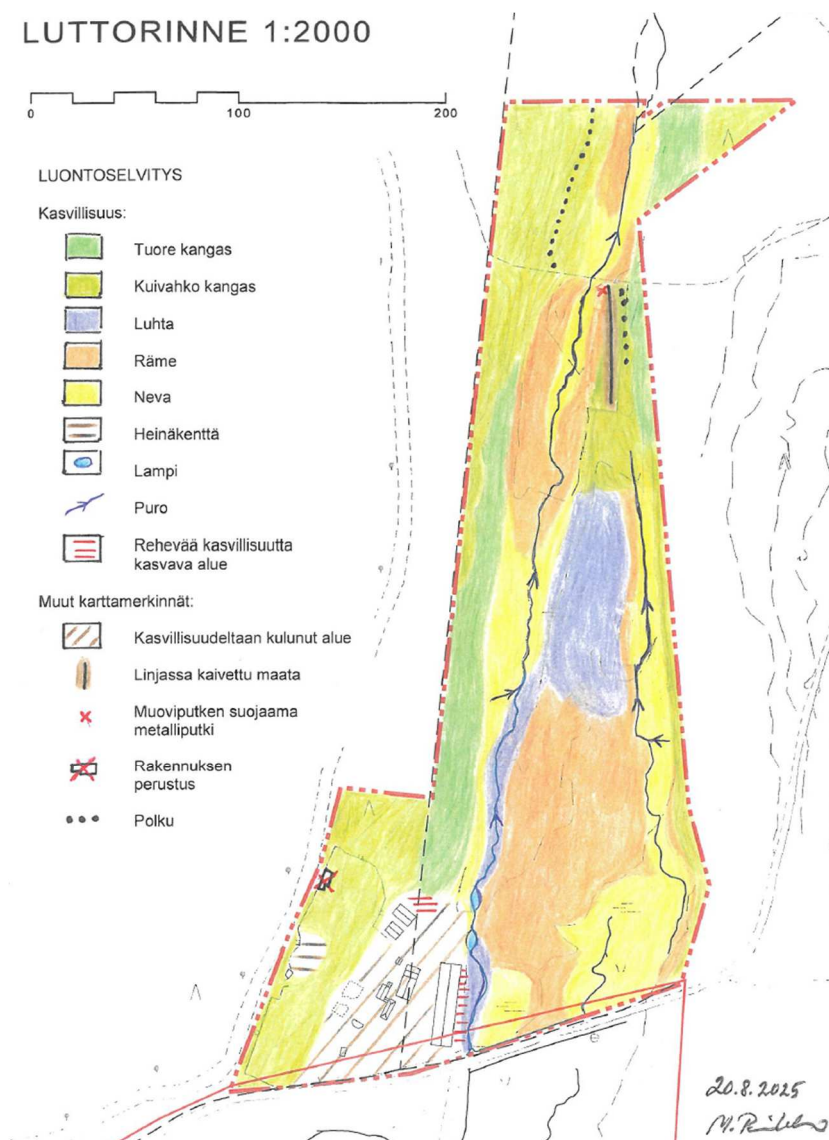 LUTTORINNE 1:2000
0 100 200
LUONTOSELVITYS
Kasvillisuus:
Tuore kangas
Kuivahko kangas
Luhta
Räme
Neva
Heinäkenttä
Lampi
Puro
Rehevää kasvillisuutta
kasvava alue
Muut karttamerkinnät:
Kasvillisuudeltaan kulunut alue
Linjassa kaivettu maata
Muoviputken suojaama
metalliputki
Rakennuksen
perustus
Polku
20.8.2025